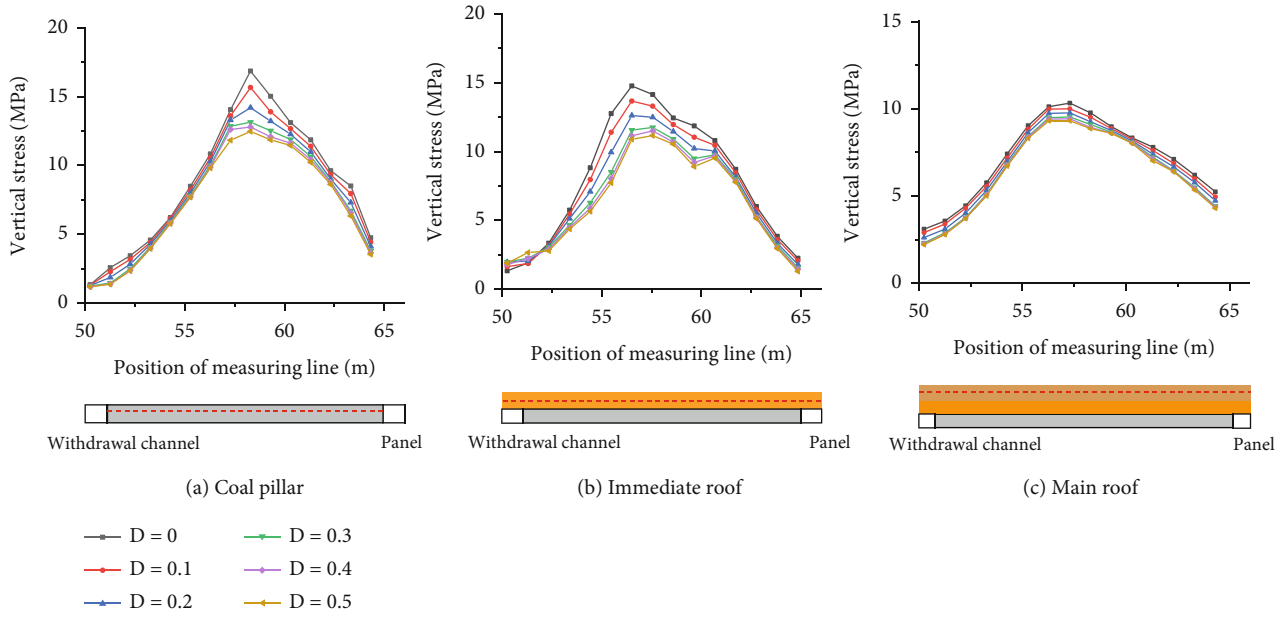 20
15
10
5
0
Vertical stress (MPa)
50
55
60
65
Position of measuring line (m)
Withdrawal channel
Panel
(a) Coal pillar
20
15
10
5
0
Vertical stress (MPa)
50
55
60
65
Position of measuring line (m)
Withdrawal channel
Panel
(b) Immediate roof
15
10
5
0
Vertical stress (MPa)
50
55
60
65
Position of measuring line (m)
Withdrawal channel
Panel
(c) Main roof
D = 0
D = 0.1
D = 0.2
D = 0.3
D = 0.4
D = 0.5